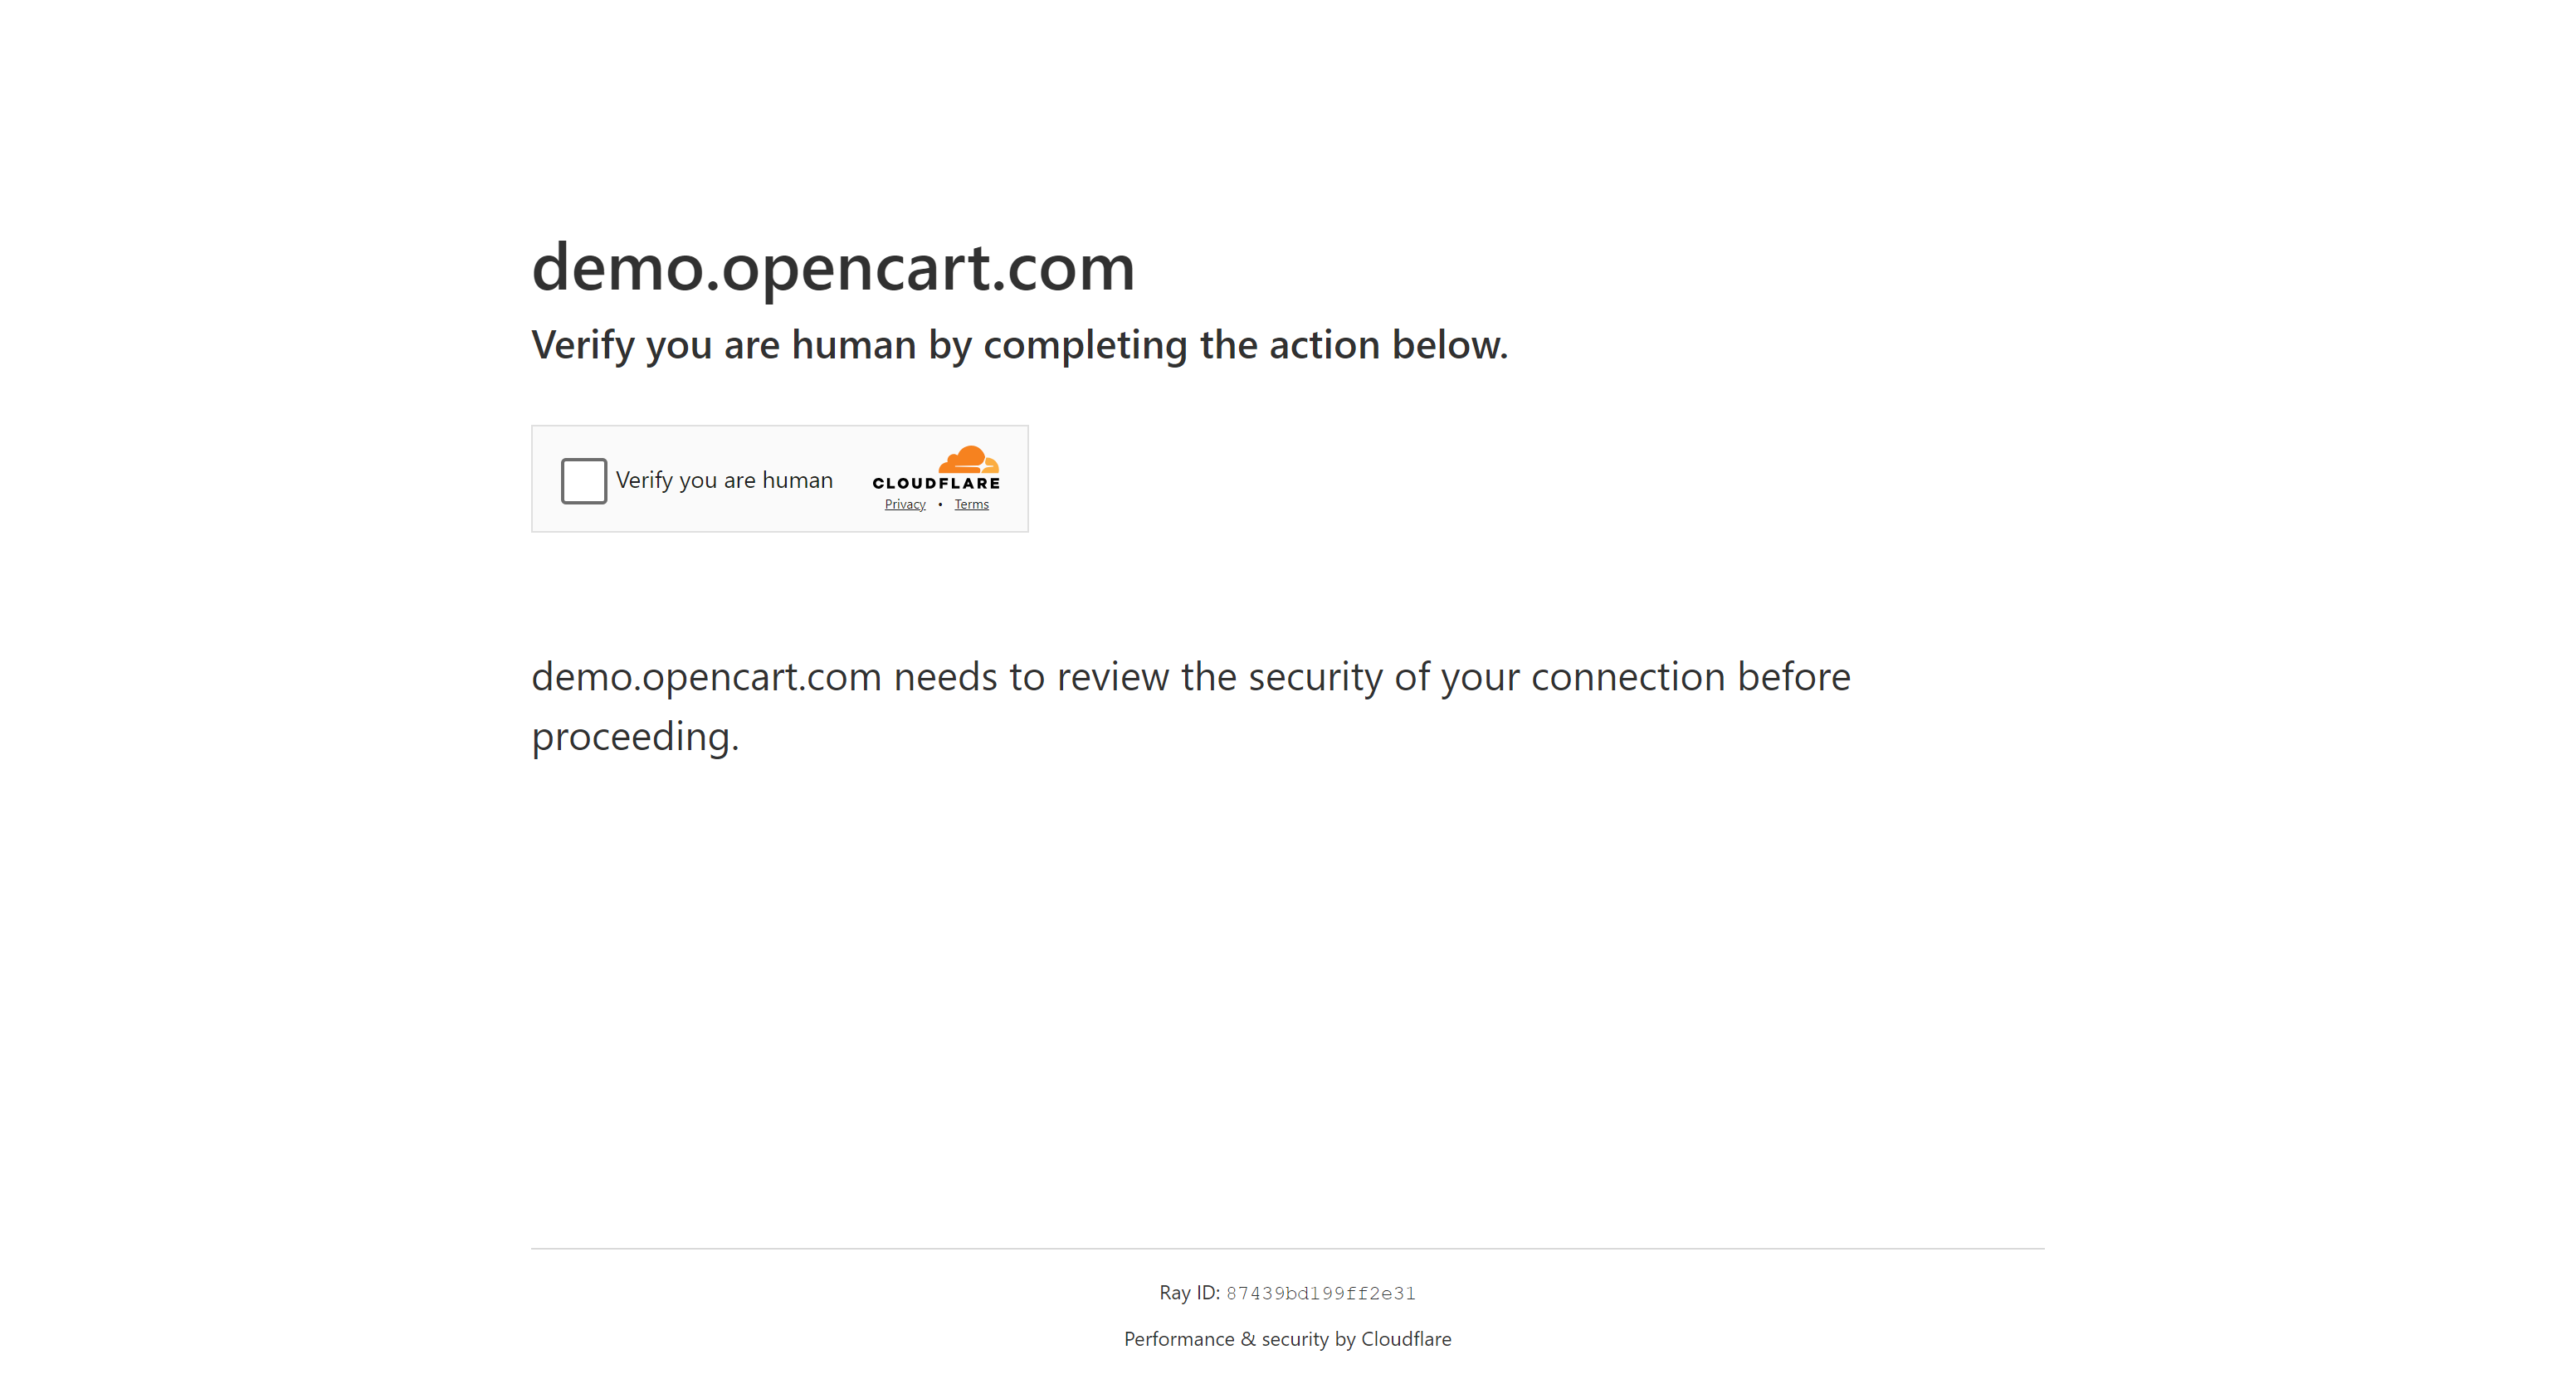 demo.opencart.com
Verify you are human by completing the action below.
Verify you are human
CLOUDFLARE
Privacy • Terms
demo.opencart.com needs to review the security of your connection before
proceeding.
Ray ID: 87439bd199ff2e31
Performance & security by Cloudflare